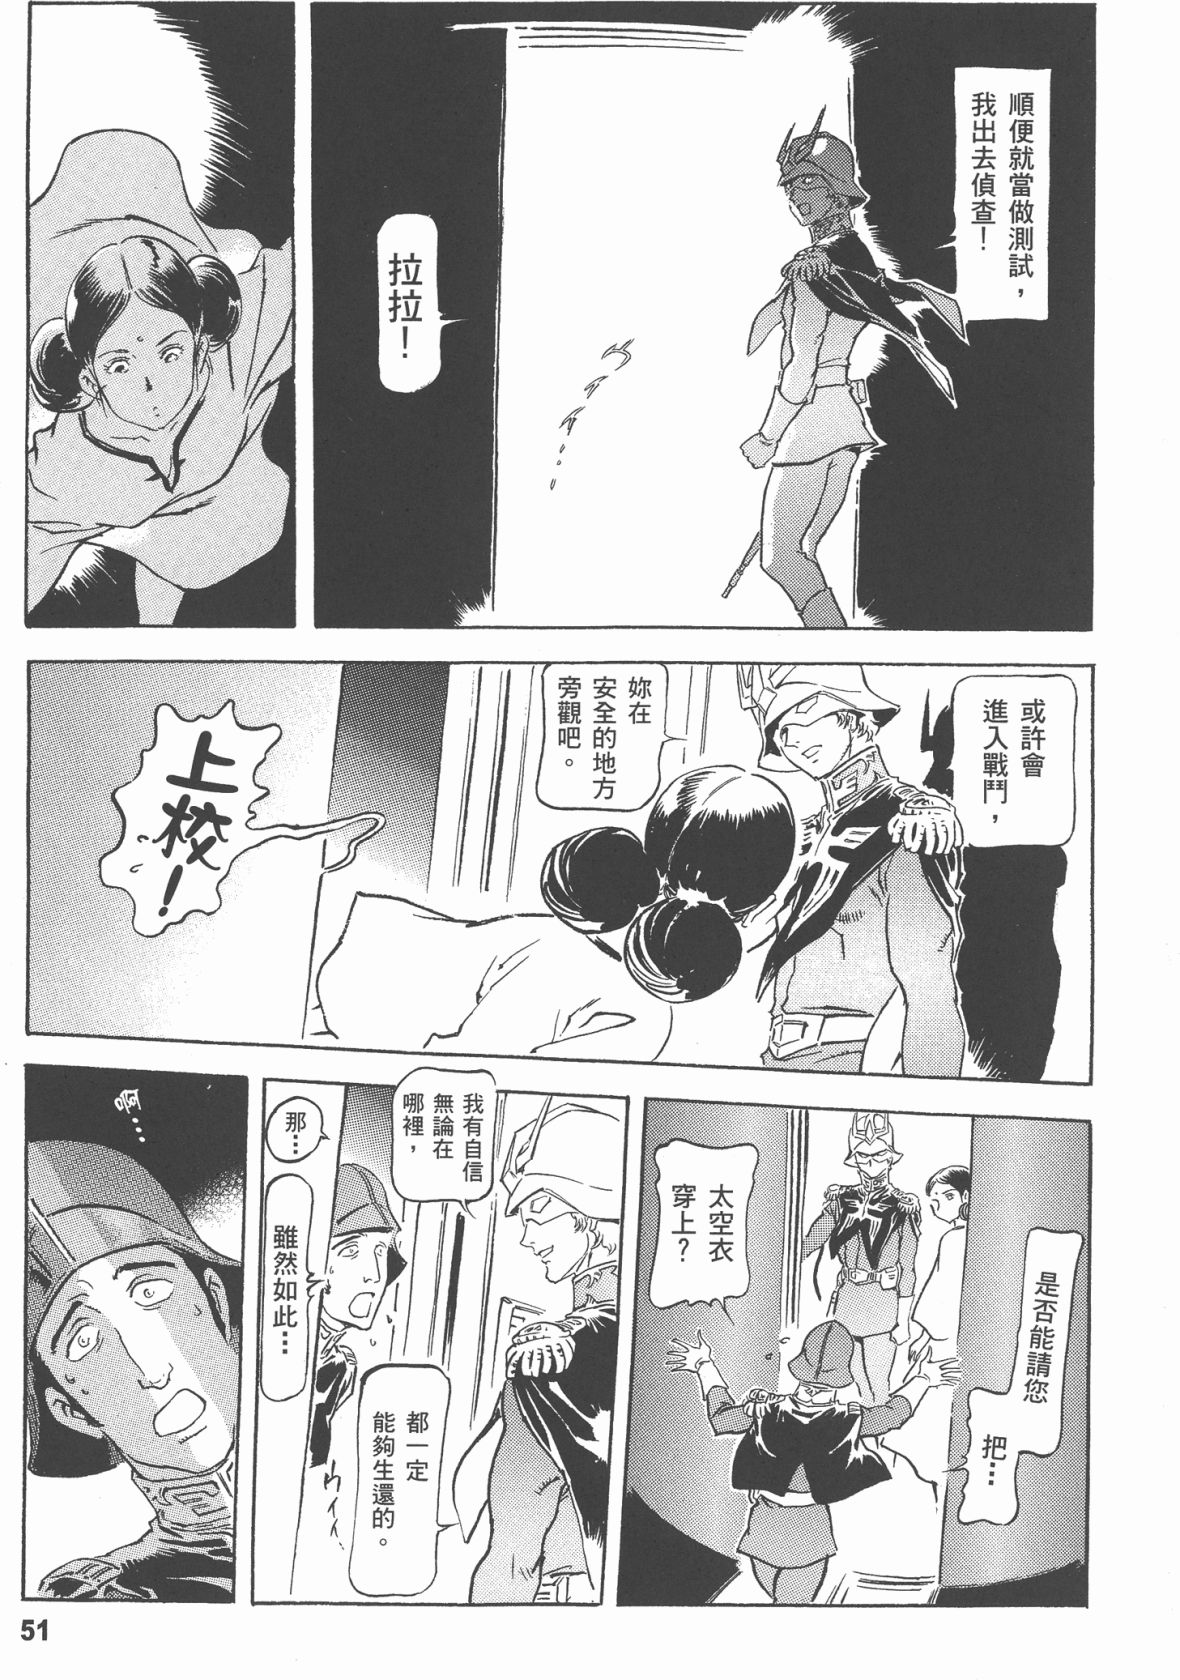 順便就當做測試，
我出去偵查！
拉拉！
或許會
進入戰鬥，
妳在
安全的地方
旁觀吧。
上校！
是否能請您
把…
太空衣
穿上？
我有自信
無論在
哪裡，
都一定
能夠生還的。
那…
雖然如此…
ウィィ
啊…
51